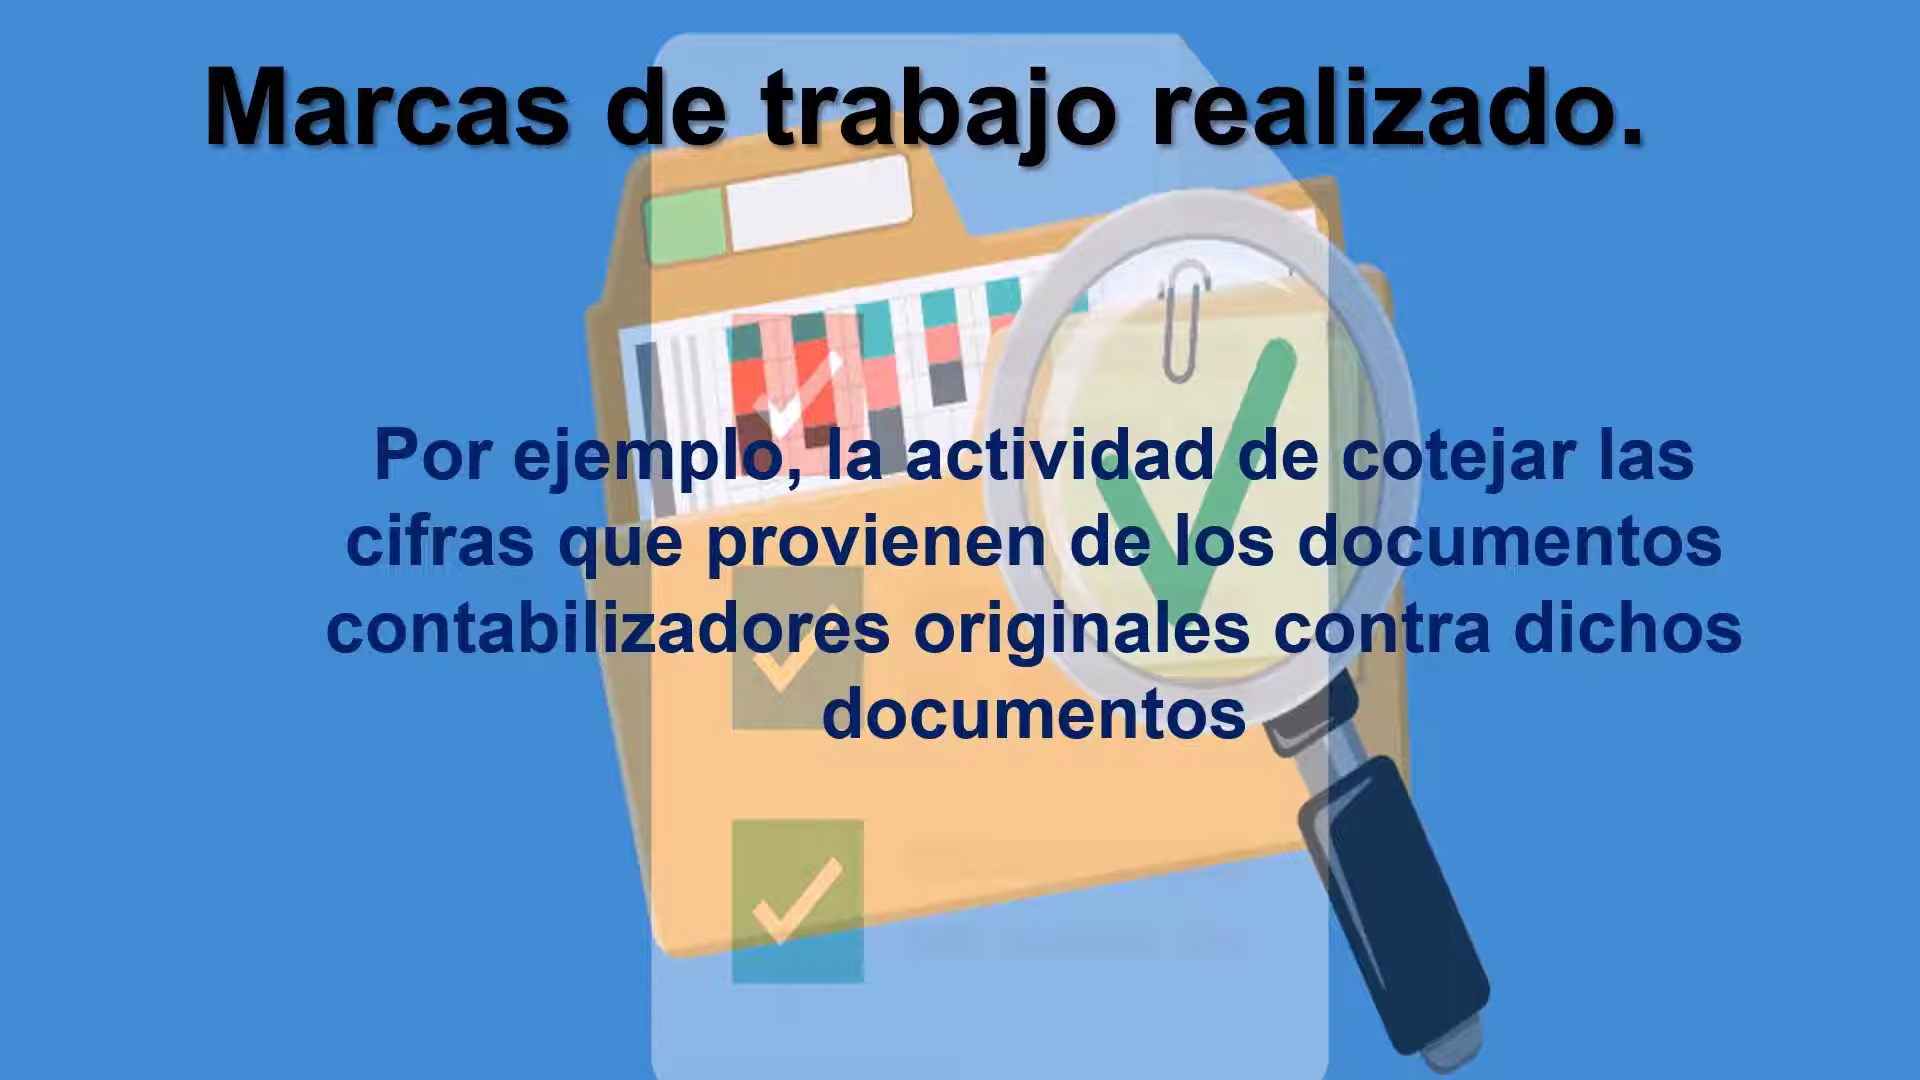 Marcas de trabajo realizado.
Por ejemplo, la actividad de cotejar las
cifras que provienen de los documentos
contabilizadores originales contra dichos
documentos